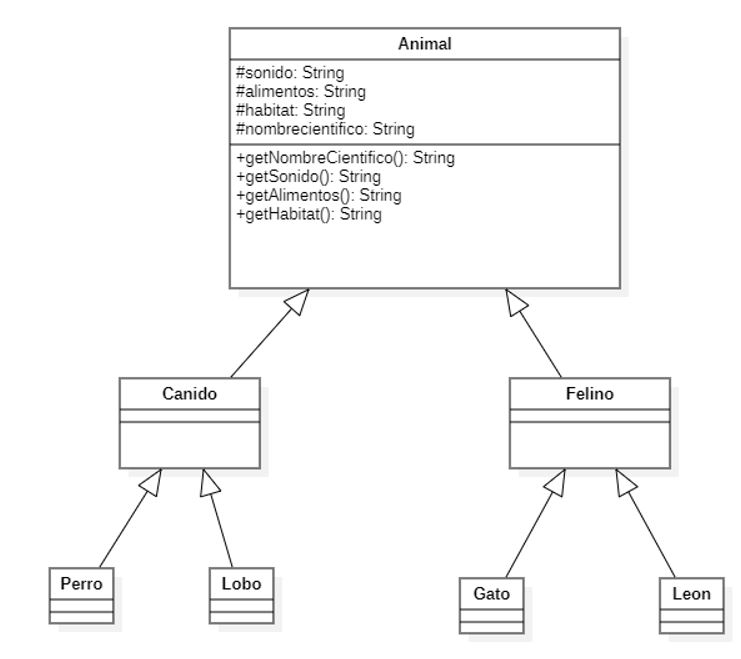 Animal
#sonido: String
#alimentos: String
#habitat: String
#nombrecientifico: String
+getNombreCientifico(): String
+getSonido(): String
+getAlimentos(): String
+getHabitat(): String
Canido
Felino
Perro
Lobo
Gato
Leon